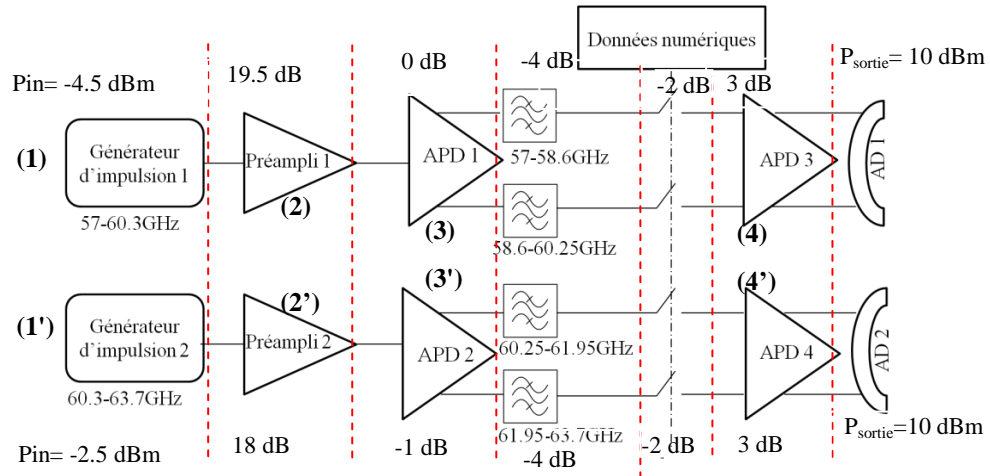 Données numériques
Pin= -4.5 dBm
19.5 dB
0 dB
-4 dB
-2 dB
3 dB
Psortie= 10 dBm
(1)
Générateur
d'impulsion 1
57-60.3GHz
Préampli 1
(2)
APD 1
(3)
57-58.6GHz
58.6-60.25GHz
APD 3
(4)
AD 1
(1')
Générateur
d'impulsion 2
60.3-63.7GHz
(2')
Préampli 2
(3')
APD 2
60.25-61.95GHz
61.95-63.7GHz
(4’)
APD 4
AD 2
Pin= -2.5 dBm
18 dB
-1 dB
-4 dB
-2 dB
3 dB
Psortie=10 dBm